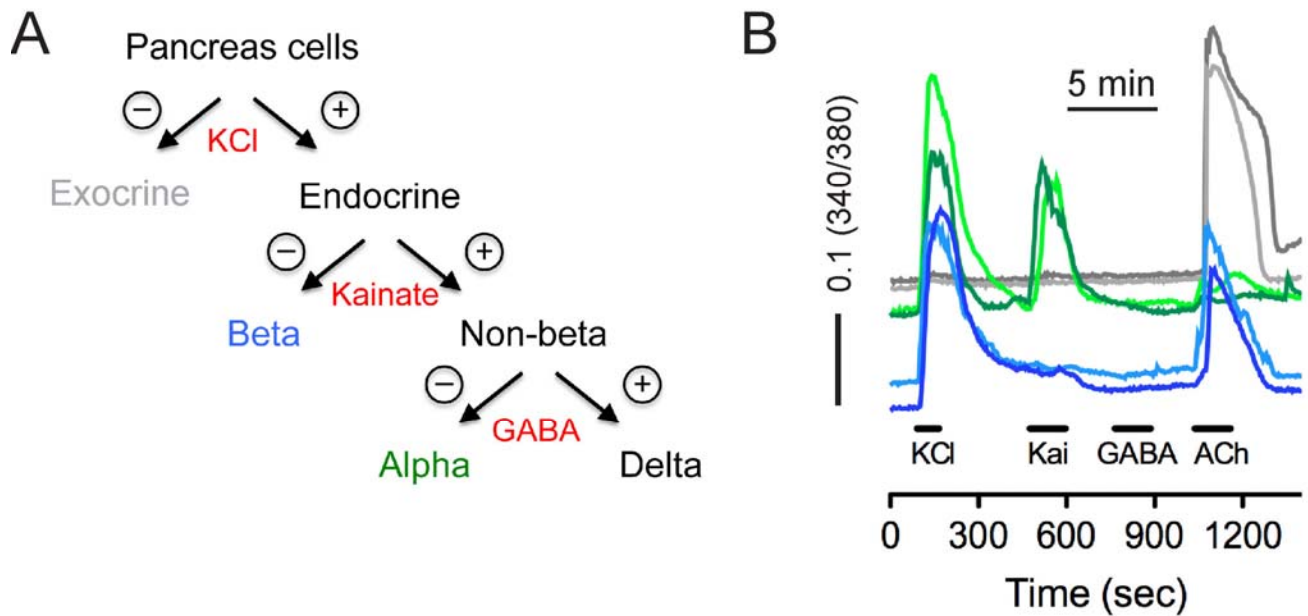 A
Pancreas cells
− +
KCl
Exocrine Endocrine
− +
Kainate
Beta Non-beta
− +
GABA
Alpha Delta
B
5 min
0.1 (340/380)
KCl Kai GABA ACh
0 300 600 900 1200
Time (sec)